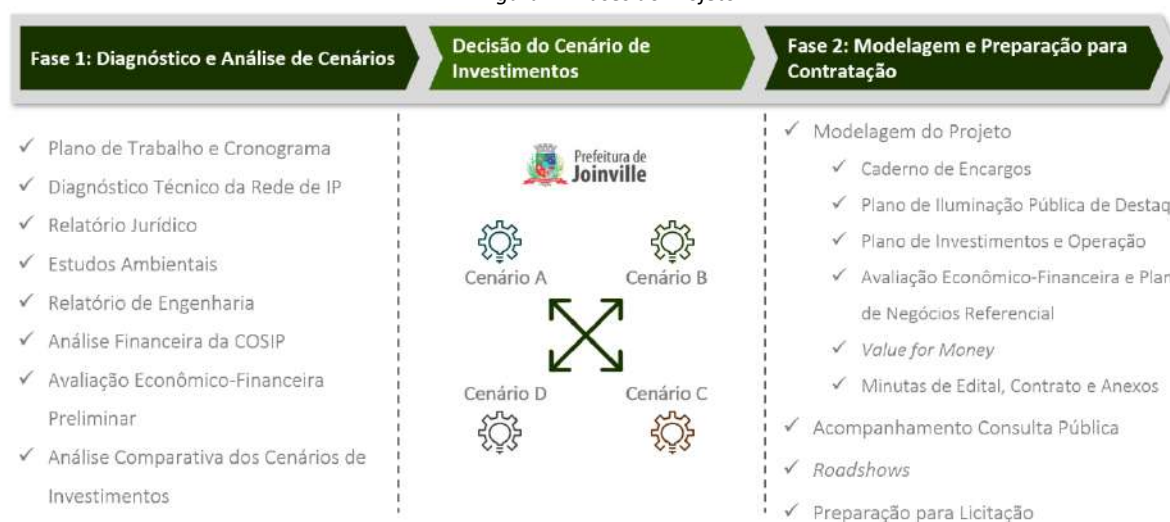 Fase 1: Diagnóstico e Análise de Cenários
Decisão do Cenário de
Investimentos
Fase 2: Modelagem e Preparação para
Contratação
✓ Plano de Trabalho e Cronograma
✓ Diagnóstico Técnico da Rede de IP
✓ Relatório Jurídico
✓ Estudos Ambientais
✓ Relatório de Engenharia
✓ Análise Financeira da COSIP
✓ Avaliação Econômico-Financeira
Preliminar
✓ Análise Comparativa dos Cenários de
Investimentos
Prefeitura de
Joinville
Cenário A
Cenário B
Cenário D
Cenário C
✓ Modelagem do Projeto
✓ Caderno de Encargos
✓ Plano de Iluminação Pública de Destaq
✓ Plano de Investimentos e Operação
✓ Avaliação Econômico-Financeira e Plan
de Negócios Referencial
✓ Value for Money
✓ Minutas de Edital, Contrato e Anexos
✓ Acompanhamento Consulta Pública
✓ Roadshows
✓ Preparação para Licitação